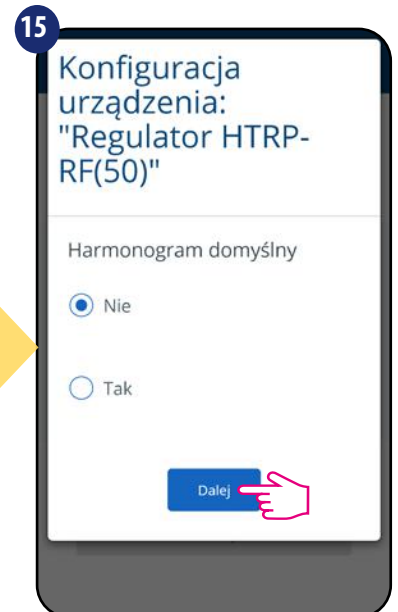 15
Konfiguracja
urządzenia:
"Regulator HTRP-
RF(50)"
Harmonogram domyślny
Nie
Tak
Dalej